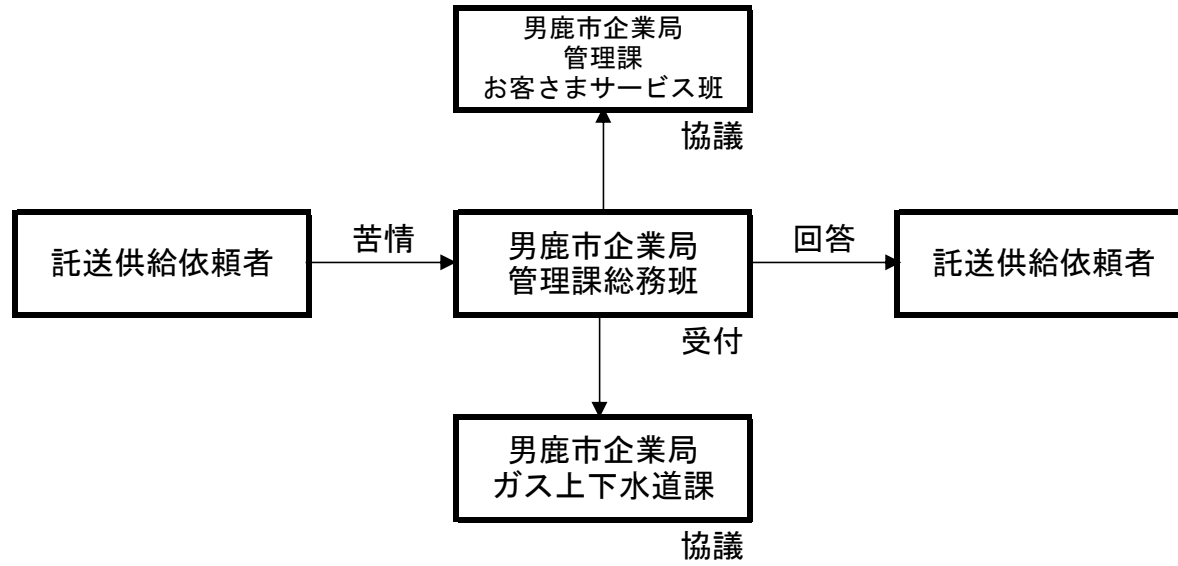 男鹿市企業局
管理課
お客さまサービス班
協議
託送供給依頼者
苦情
男鹿市企業局
管理課総務班
回答
託送供給依頼者
受付
男鹿市企業局
ガス上下水道課
協議